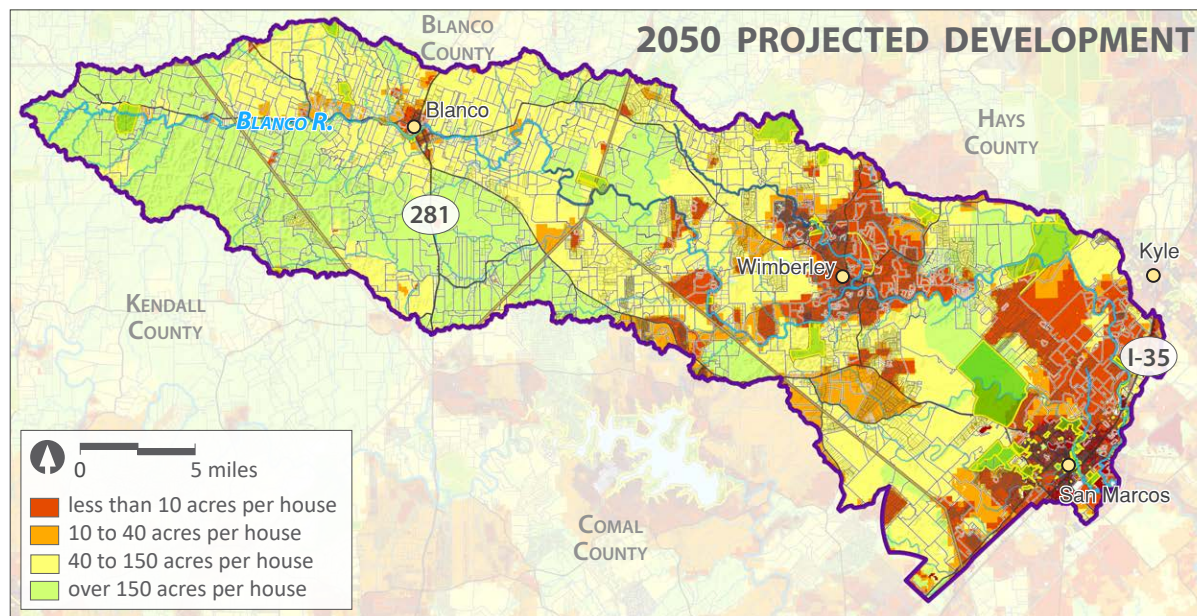 2050 PROJECTED DEVELOPMENT
BLANCO
COUNTY
HAYS
COUNTY
BLANCO R.
Blanco
281
Wimberley
Kyle
KENDALL
COUNTY
I-35
San Marcos
COMAL
COUNTY
0 5 miles
less than 10 acres per house
10 to 40 acres per house
40 to 150 acres per house
over 150 acres per house